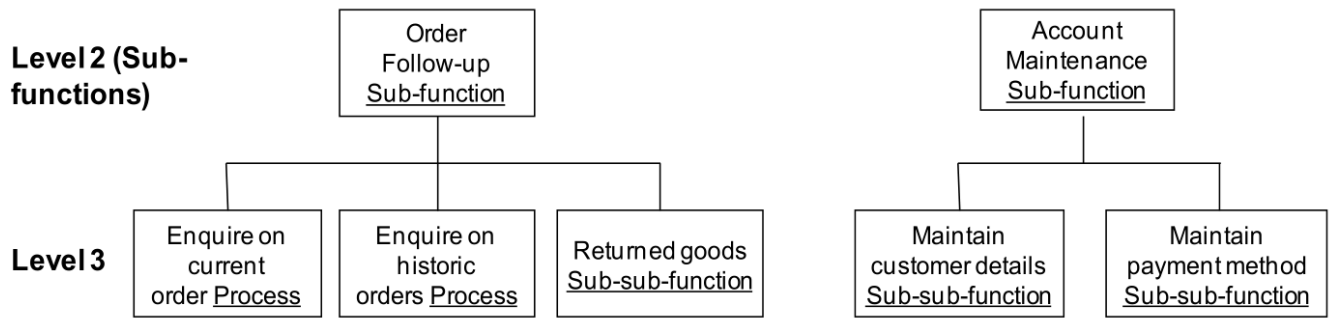 Level 2 (Sub-
functions)
Order
Follow-up
Sub-function
Account
Maintenance
Sub-function
Level 3
Enquire on
current
order Process
Enquire on
historic
orders Process
Returned goods
Sub-sub-function
Maintain
customer details
Sub-sub-function
Maintain
payment method
Sub-sub-function